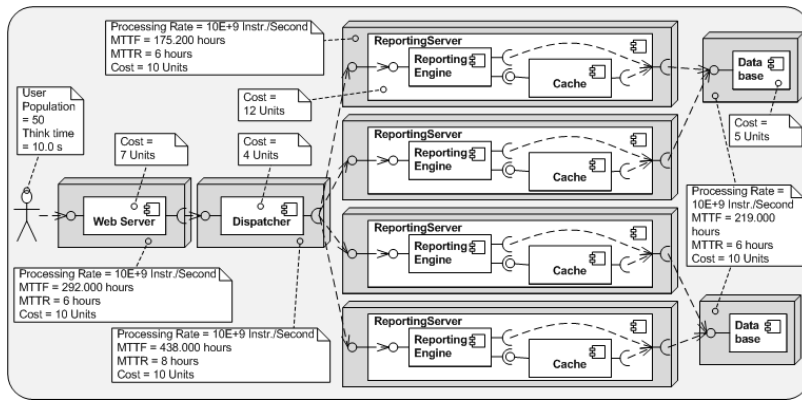 Processing Rate = 10E+9 Instr./Second
MTTF = 175.200 hours
MTTR = 6 hours
Cost = 10 Units
User
Population
= 50
Think time
= 10.0 s
Cost =
12 Units
Cost =
7 Units
Cost =
4 Units
Web Server
Dispatcher
ReportingServer
Reporting
Engine
Cache
Reporting
Engine
Cache
ReportingServer
Reporting
Engine
Cache
ReportingServer
Reporting
Engine
Cache
Data
base
Cost =
5 Units
Processing Rate =
10E+9 Instr./Second
MTTF = 219.000
hours
MTTR = 6 hours
Cost = 10 Units
Data
base
Processing Rate = 10E+9 Instr./Second
MTTF = 292.000 hours
MTTR = 6 hours
Cost = 10 Units
Processing Rate = 10E+9 Instr./Second
MTTF = 438.000 hours
MTTR = 8 hours
Cost = 10 Units